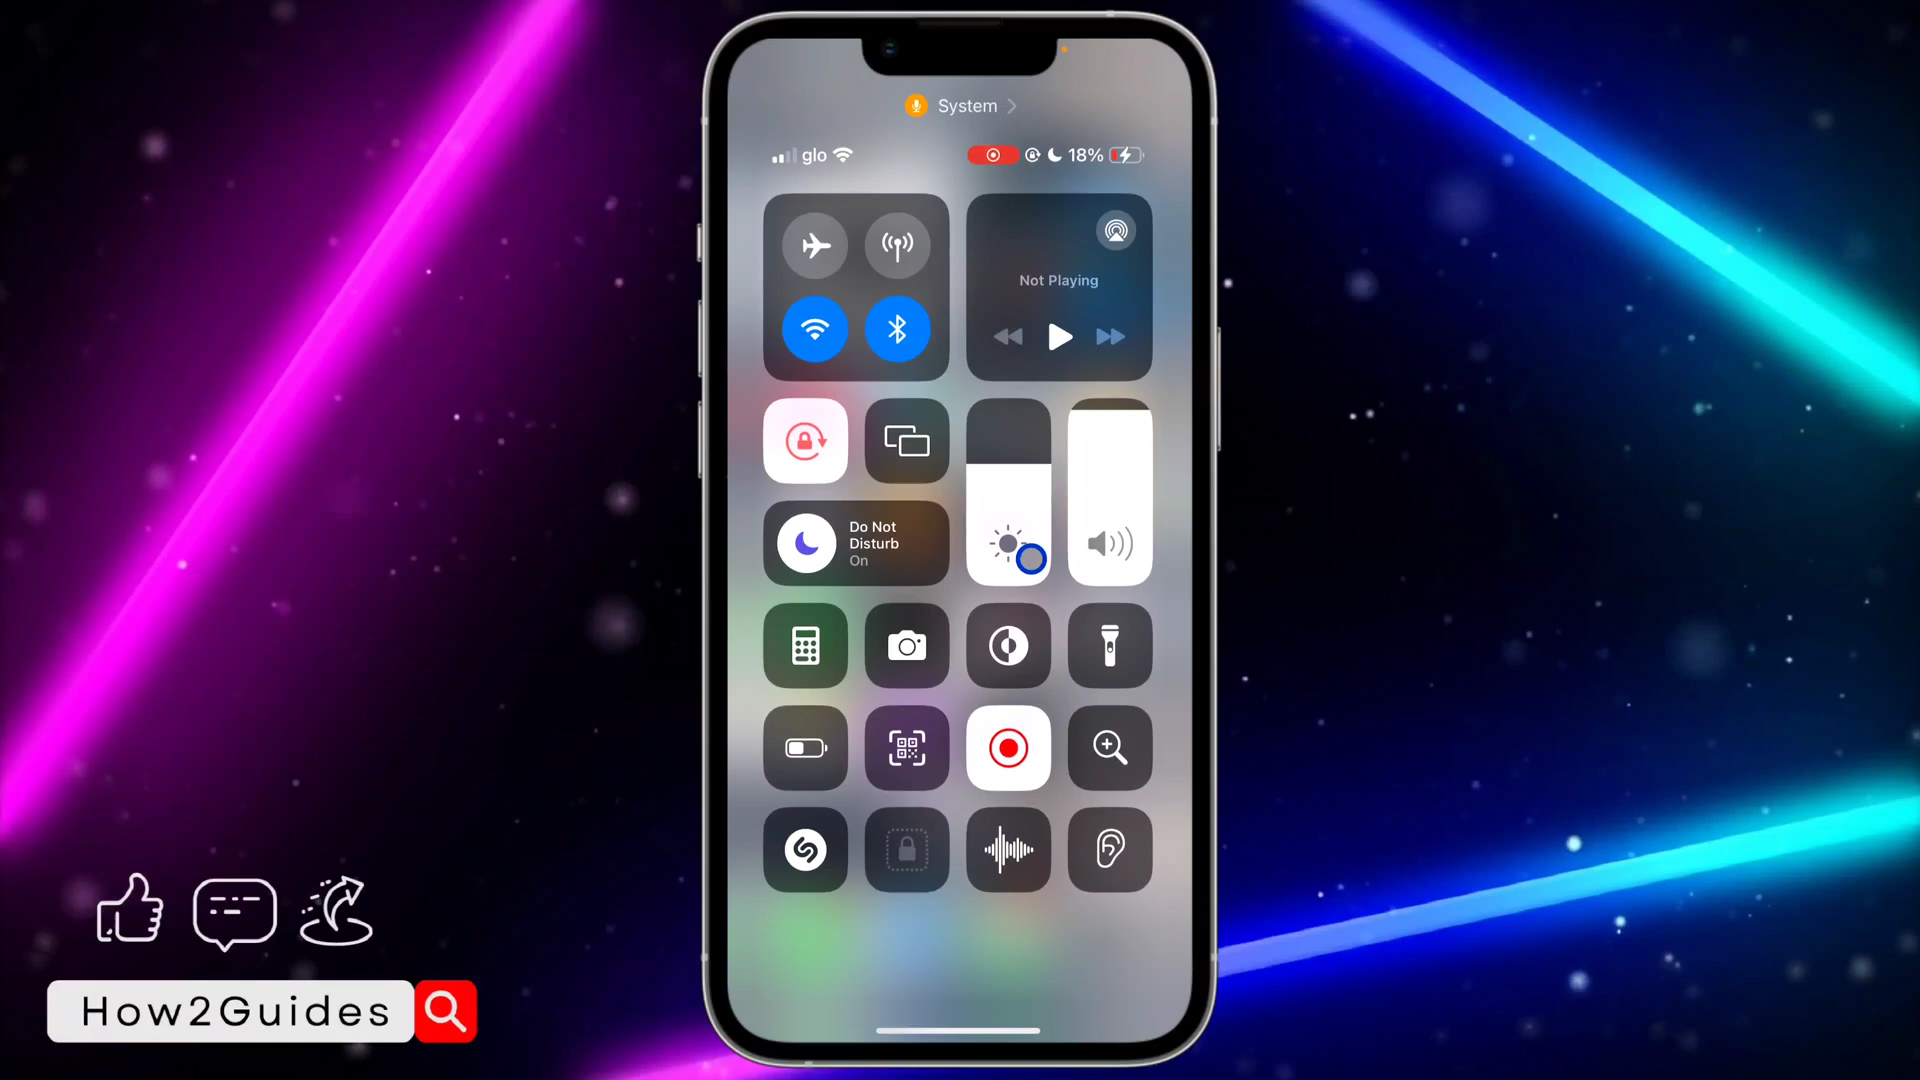 System
glo
18%
Not Playing
Do Not
Disturb
On
How2Guides